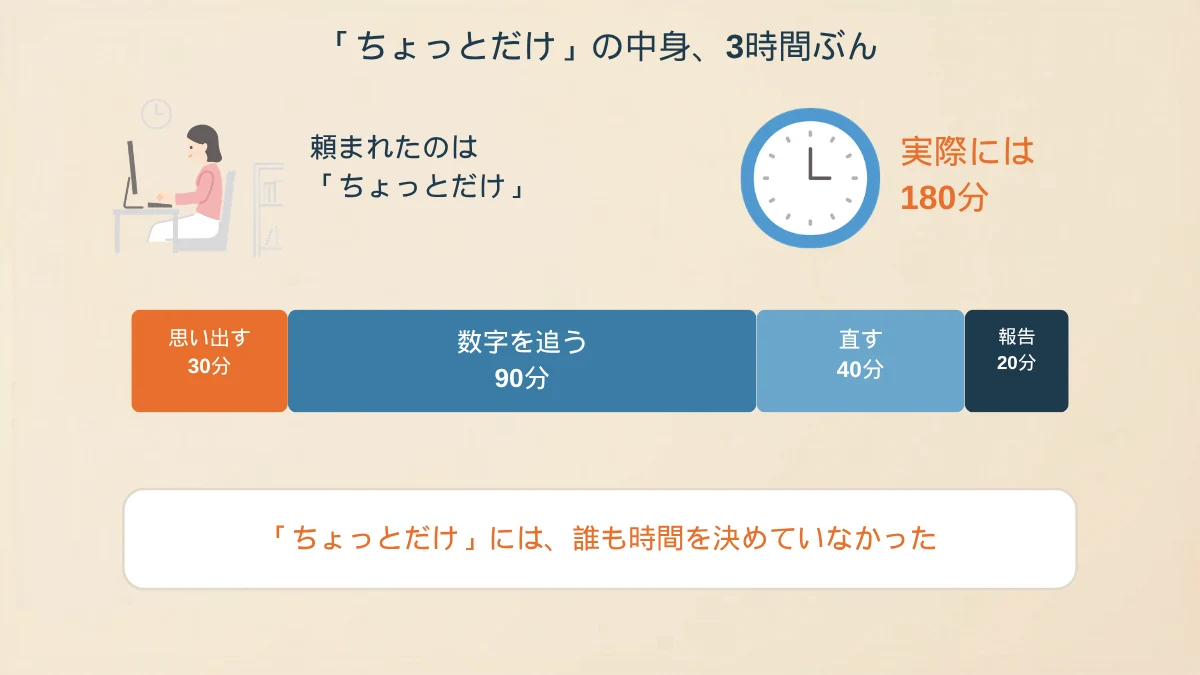 「ちょっとだけ」の中身、3時間ぶん
頼まれたのは
「ちょっとだけ」
実際には
180分
思い出す
30分
数字を追う
90分
直す
40分
報告
20分
「ちょっとだけ」には、誰も時間を決めていなかった